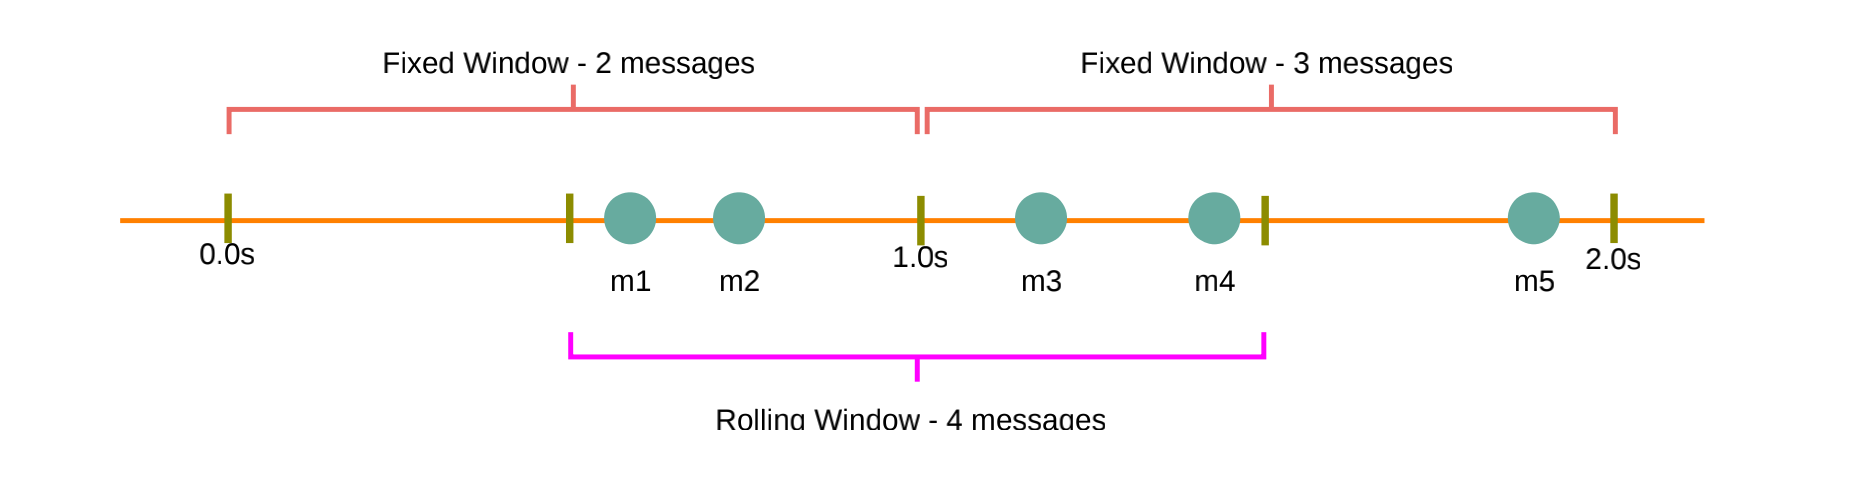 Fixed Window - 2 messages
Fixed Window - 3 messages
0.0s
1.0s
2.0s
m1
m2
m3
m4
m5
Rolling Window - 4 messages